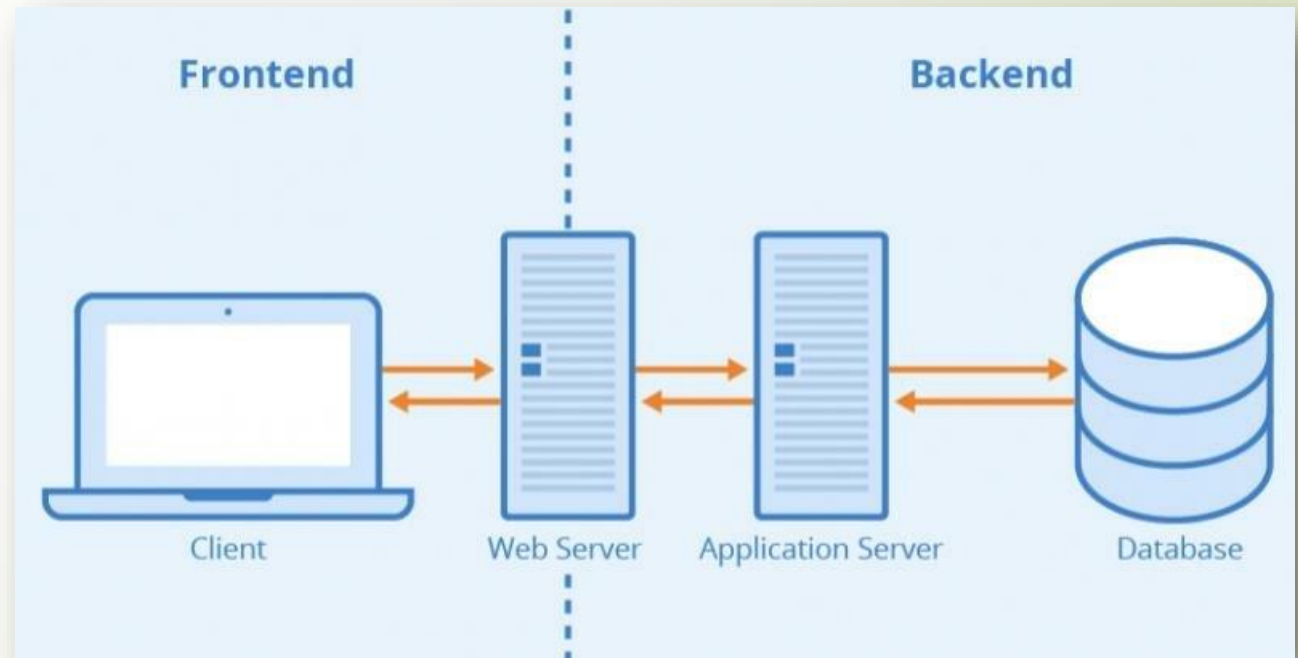 Frontend
Backend
Client
Web Server
Application Server
Database